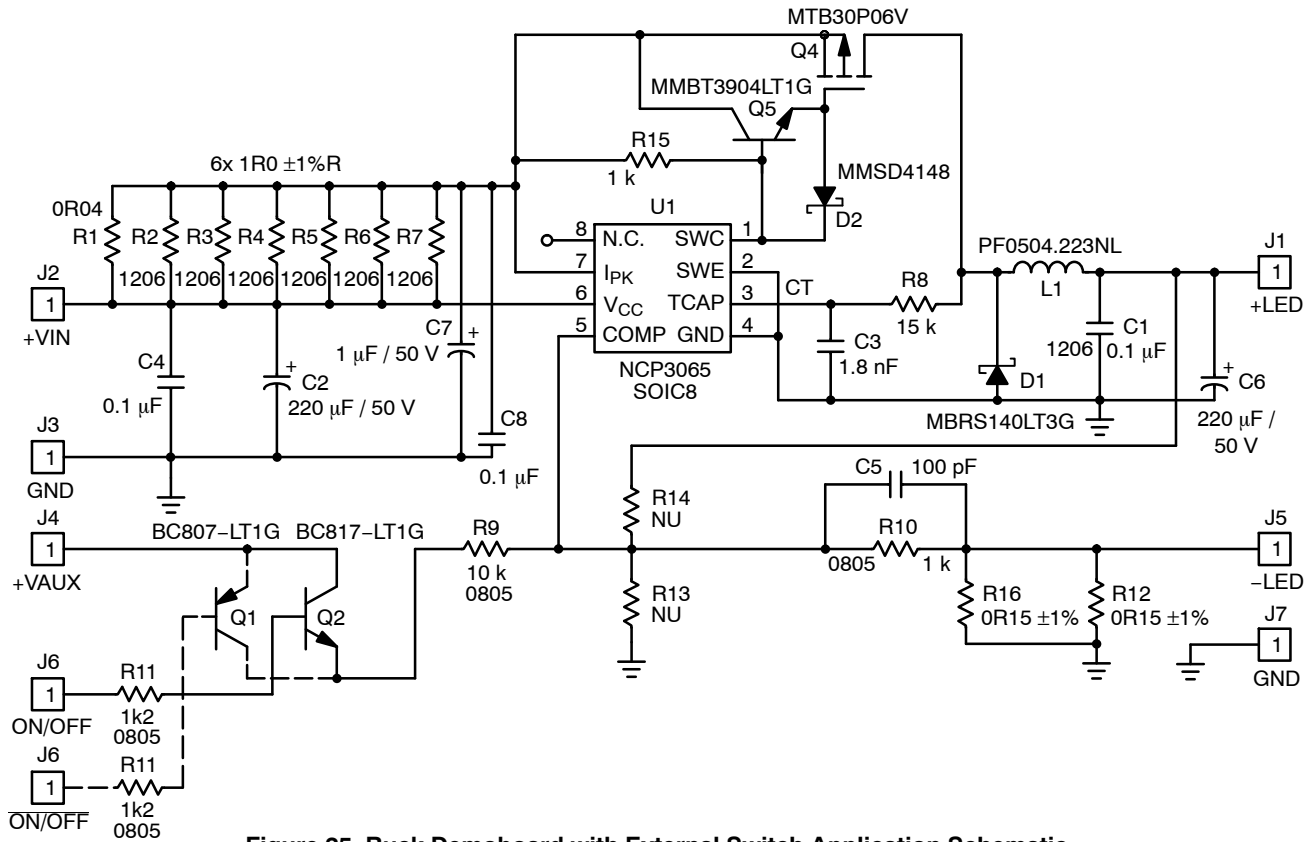 MTB30P06V
Q4
MMBT3904LT1G
Q5
R15
1 k
MMSD4148
D2
6x 1R0 ±1%R
0R04
R1 R2 R3 R4 R5 R6 R7
1206 1206 1206 1206 1206 1206
U1
8 N.C. SWC 1
7 IPK SWE 2
6 VCC TCAP 3
5 COMP GND 4
NCP3065
SOIC8
CT
R8
15 k
PF0504.223NL
L1
J1
1
+LED
J2
1
+VIN
C4
0.1 μF
C2
+
220 μF / 50 V
C7
+
1 μF / 50 V
C8
0.1 μF
C3
1.8 nF
D1
MBRS140LT3G
C1
1206 0.1 μF
+
C6
220 μF /
50 V
J3
1
GND
J4
1
+VAUX
BC807–LT1G BC817–LT1G
Q1 Q2
R9
10 k
0805
R14
NU
R13
NU
C5 100 pF
R10
0805 1 k
R16
0R15 ±1%
R12
0R15 ±1%
J5
1
–LED
J7
1
GND
J6
1
ON/OFF
R11
1k2
0805
J6
1
ON/OFF
R11
1k2
0805
Figure 25. Buck Demoboard with External Switch Application Schematic